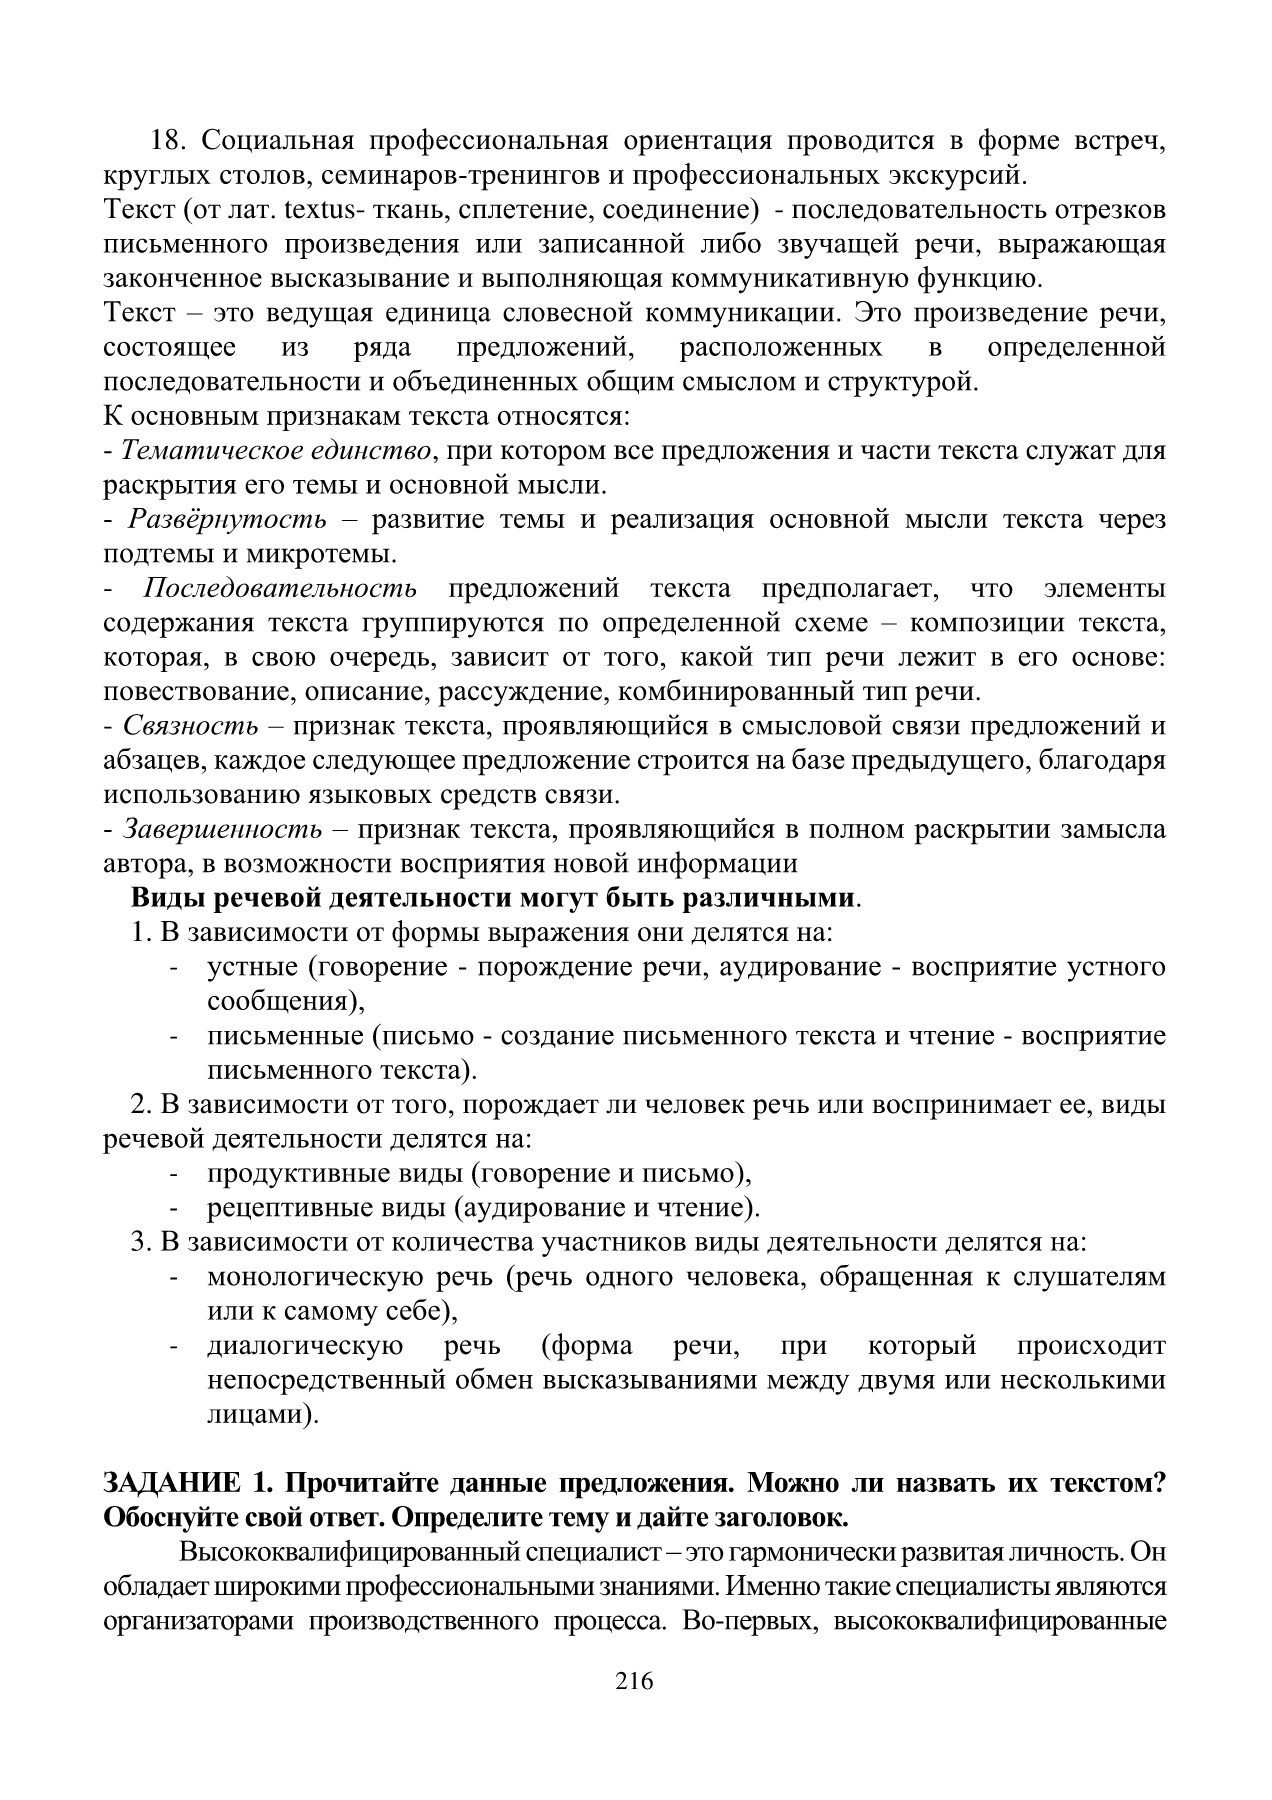 18. Социальная профессиональная ориентация проводится в форме встреч,
круглых столов, семинаров-тренингов и профессиональных экскурсий.
Текст (от лат. textus- ткань, сплетение, соединение)  - последовательность отрезков
письменного произведения или записанной либо звучащей речи, выражающая
законченное высказывание и выполняющая коммуникативную функцию.
Текст – это ведущая единица словесной коммуникации. Это произведение речи,
состоящее из ряда предложений, расположенных в определенной
последовательности и объединенных общим смыслом и структурой.
К основным признакам текста относятся:
- Тематическое единство, при котором все предложения и части текста служат для
раскрытия его темы и основной мысли.
- Развёрнутость – развитие темы и реализация основной мысли текста через
подтемы и микротемы.
- Последовательность предложений текста предполагает, что элементы
содержания текста группируются по определенной схеме – композиции текста,
которая, в свою очередь, зависит от того, какой тип речи лежит в его основе:
повествование, описание, рассуждение, комбинированный тип речи.
- Связность – признак текста, проявляющийся в смысловой связи предложений и
абзацев, каждое следующее предложение строится на базе предыдущего, благодаря
использованию языковых средств связи.
- Завершенность – признак текста, проявляющийся в полном раскрытии замысла
автора, в возможности восприятия новой информации
Виды речевой деятельности могут быть различными.
1. В зависимости от формы выражения они делятся на:
- устные (говорение - порождение речи, аудирование - восприятие устного
сообщения),
- письменные (письмо - создание письменного текста и чтение - восприятие
письменного текста).
2. В зависимости от того, порождает ли человек речь или воспринимает ее, виды
речевой деятельности делятся на:
- продуктивные виды (говорение и письмо),
- рецептивные виды (аудирование и чтение).
3. В зависимости от количества участников виды деятельности делятся на:
- монологическую речь (речь одного человека, обращенная к слушателям
или к самому себе),
- диалогическую речь (форма речи, при который происходит
непосредственный обмен высказываниями между двумя или несколькими
лицами).
ЗАДАНИЕ 1. Прочитайте данные предложения. Можно ли назвать их текстом?
Обоснуйте свой ответ. Определите тему и дайте заголовок.
Высококвалифицированный специалист – это гармонически развитая личность. Он
обладает широкими профессиональными знаниями. Именно такие специалисты являются
организаторами производственного процесса. Во-первых, высококвалифицированные
216